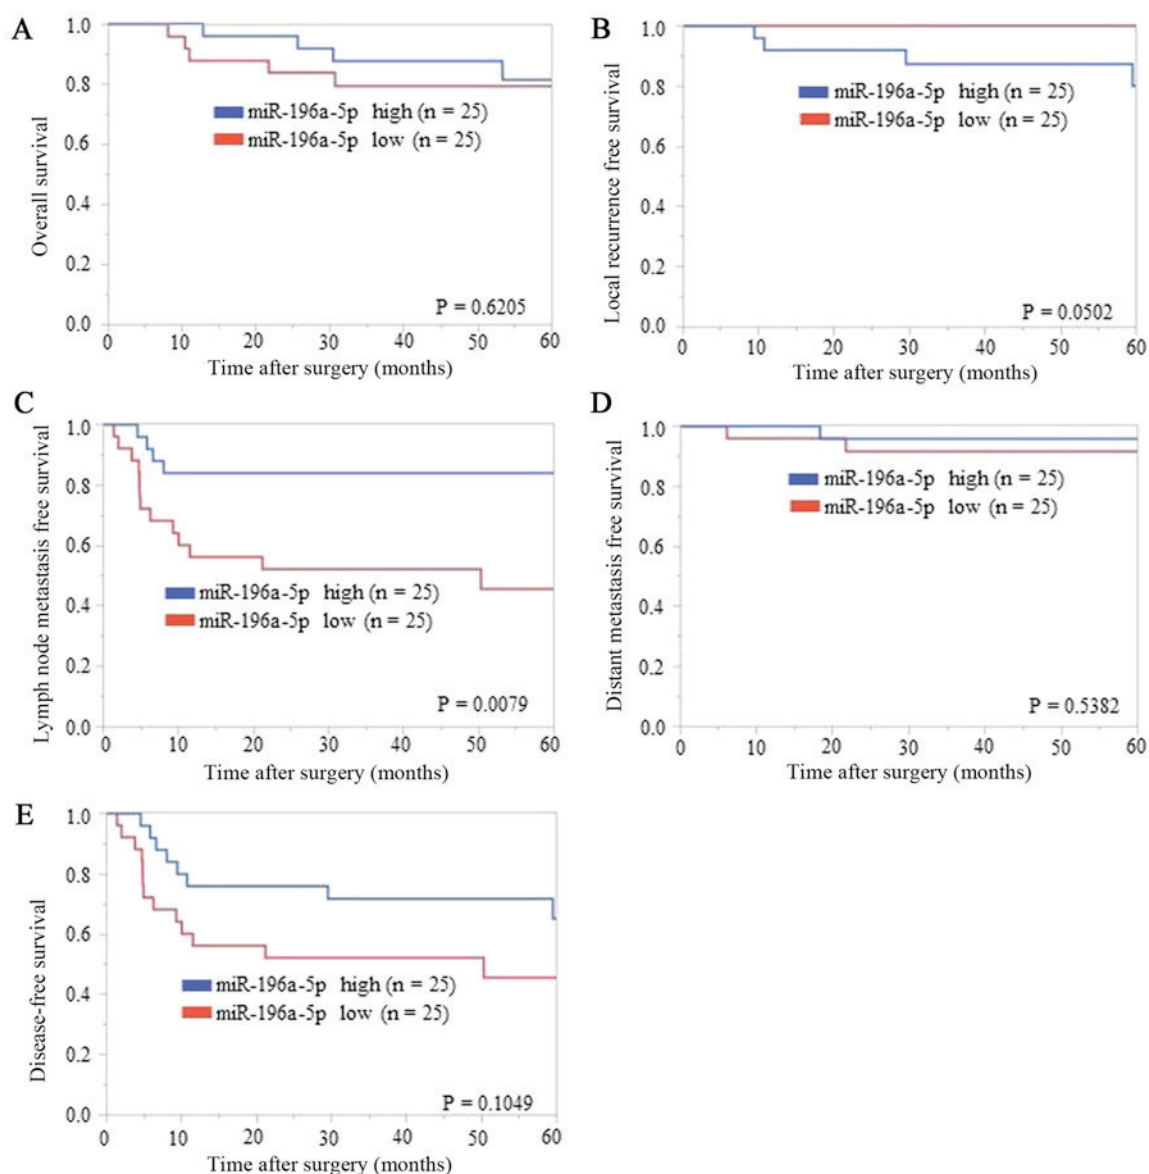 A
Overall survival
1.0
0.8
0.6
0.4
0.2
0.0
miR-196a-5p high (n = 25)
miR-196a-5p low (n = 25)
P = 0.6205
0 10 20 30 40 50 60
Time after surgery (months)
B
Local recurrence free survival
1.0
0.8
0.6
0.4
0.2
0.0
miR-196a-5p high (n = 25)
miR-196a-5p low (n = 25)
P = 0.0502
0 10 20 30 40 50 60
Time after surgery (months)
C
Lymph node metastasis free survival
1.0
0.8
0.6
0.4
0.2
0.0
miR-196a-5p high (n = 25)
miR-196a-5p low (n = 25)
P = 0.0079
0 10 20 30 40 50 60
Time after surgery (months)
D
Distant metastasis free survival
1.0
0.8
0.6
0.4
0.2
0.0
miR-196a-5p high (n = 25)
miR-196a-5p low (n = 25)
P = 0.5382
0 10 20 30 40 50 60
Time after surgery (months)
E
Disease-free survival
1.0
0.8
0.6
0.4
0.2
0.0
miR-196a-5p high (n = 25)
miR-196a-5p low (n = 25)
P = 0.1049
0 10 20 30 40 50 60
Time after surgery (months)